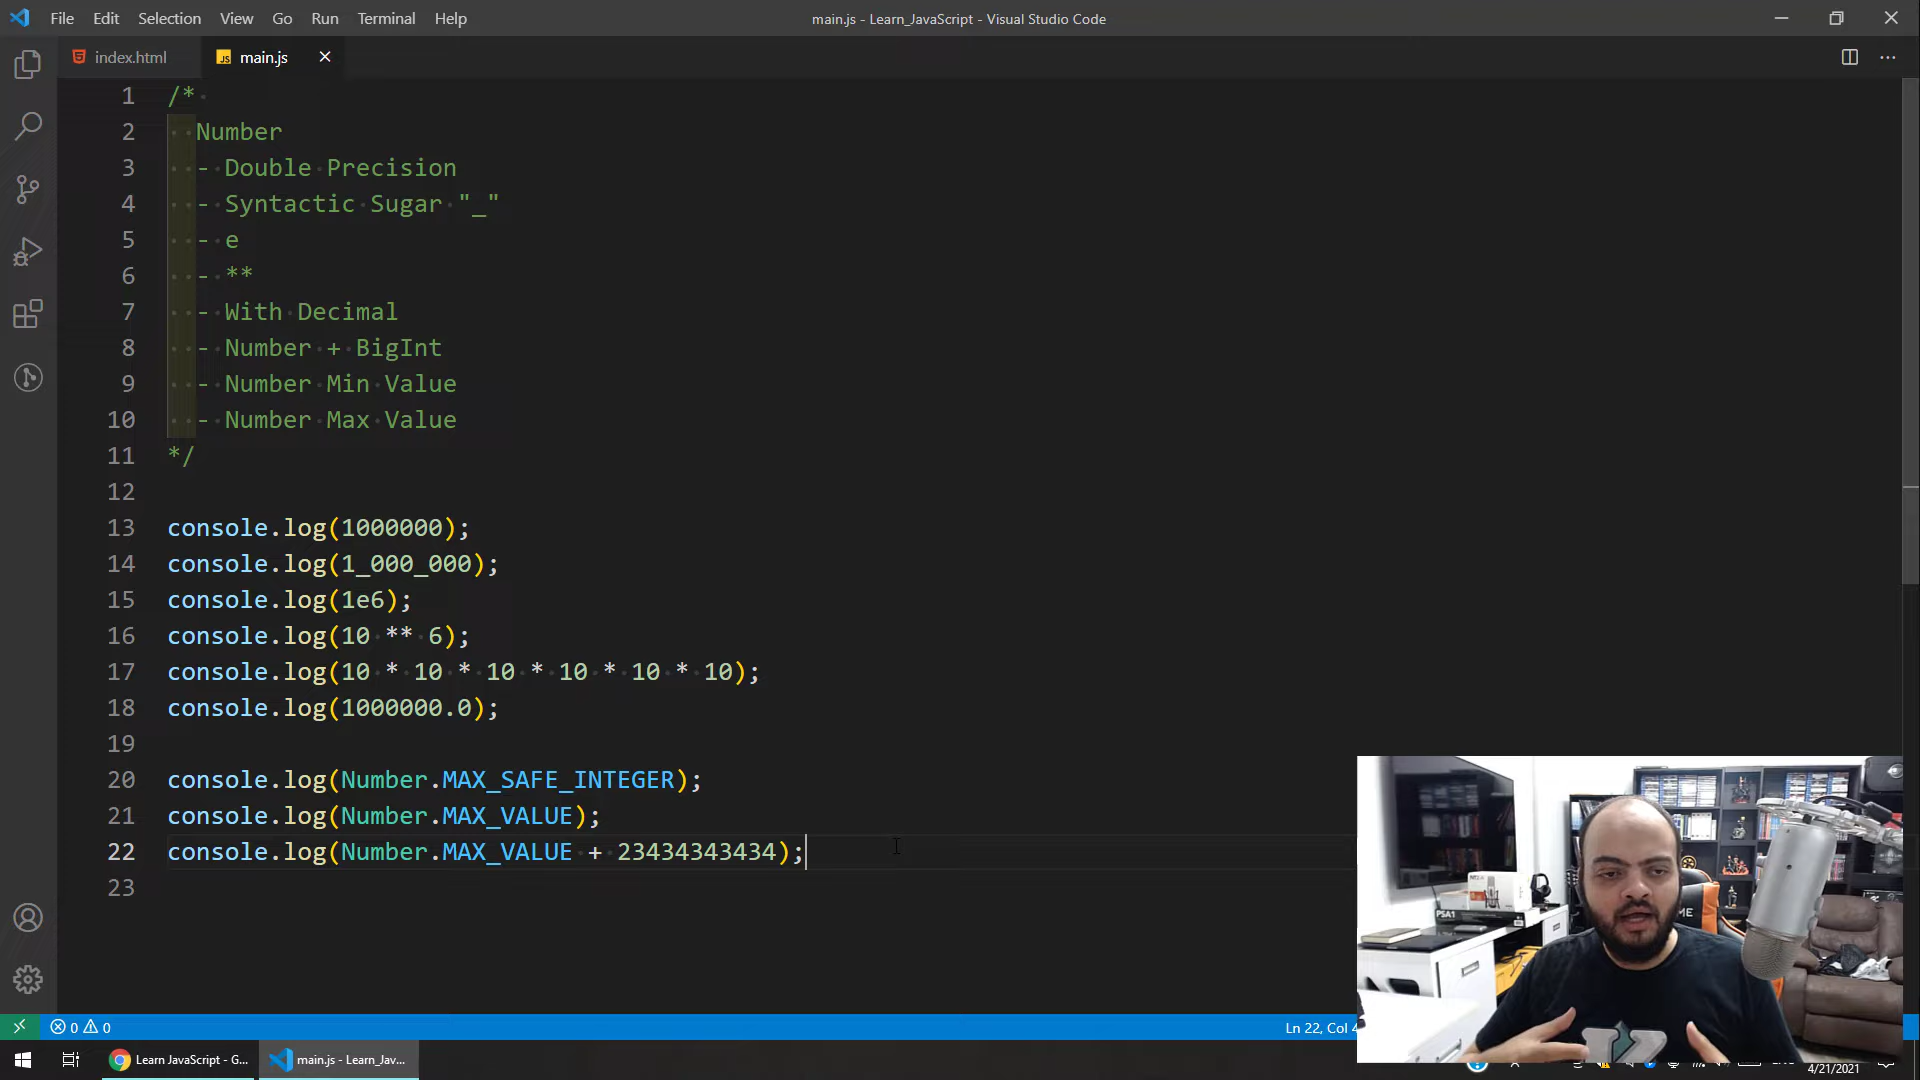 File Edit Selection View Go Run Terminal Help
main.js - Learn_JavaScript - Visual Studio Code
index.html
JS main.js
1 /*
2 Number
3 - Double Precision
4 - Syntactic Sugar "_"
5 - e
6 - **
7 - With Decimal
8 - Number + BigInt
9 - Number Min Value
10 - Number Max Value
11 */
12
13 console.log(1000000);
14 console.log(1_000_000);
15 console.log(1e6);
16 console.log(10 ** 6);
17 console.log(10 * 10 * 10 * 10 * 10 * 10);
18 console.log(1000000.0);
19
20 console.log(Number.MAX_SAFE_INTEGER);
21 console.log(Number.MAX_VALUE);
22 console.log(Number.MAX_VALUE + 23434343434);
23
PSA1
0 0
Ln 22, Col 4
Learn JavaScript - G...
main.js - Learn_Jav...
4/21/2021